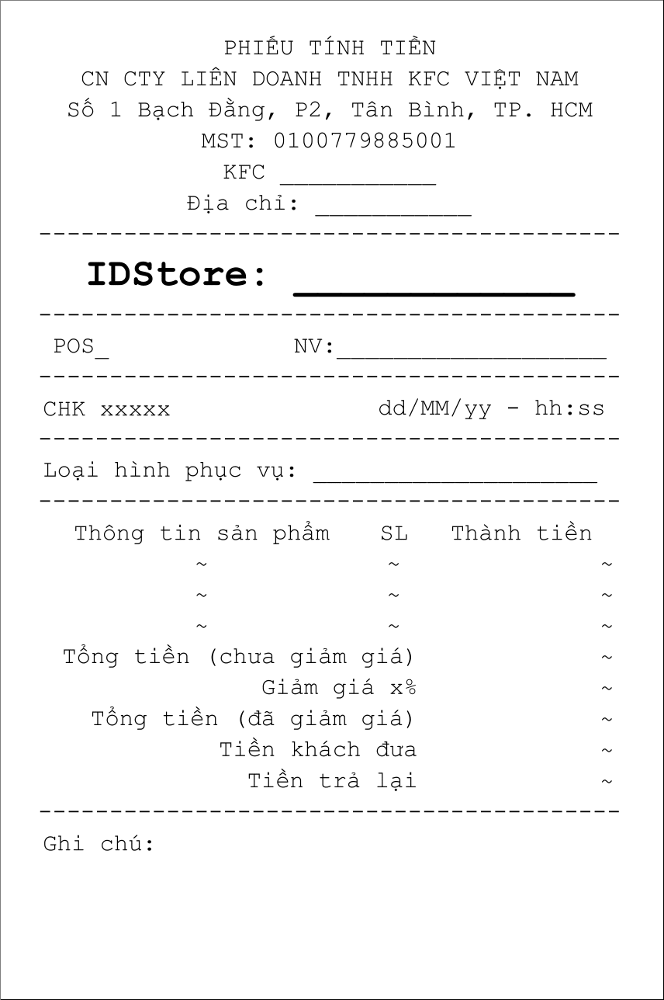 PHIẾU TÍNH TIỀN
CN CTY LIÊN DOANH TNHH KFC VIỆT NAM
Số 1 Bạch Đằng, P2, Tân Bình, TP. HCM
MST: 0100779885001
KFC ___________
Địa chỉ: ___________
-----------------------------------------
IDStore: ____________
-----------------------------------------
POS_ NV:___________________
-----------------------------------------
CHK xxxxx dd/MM/yy - hh:ss
-----------------------------------------
Loại hình phục vụ: ____________________
-----------------------------------------
Thông tin sản phẩm SL Thành tiền
~ ~ ~
~ ~ ~
~ ~ ~
Tổng tiền (chưa giảm giá) ~
Giảm giá x% ~
Tổng tiền (đã giảm giá) ~
Tiền khách đưa ~
Tiền trả lại ~
-----------------------------------------
Ghi chú: